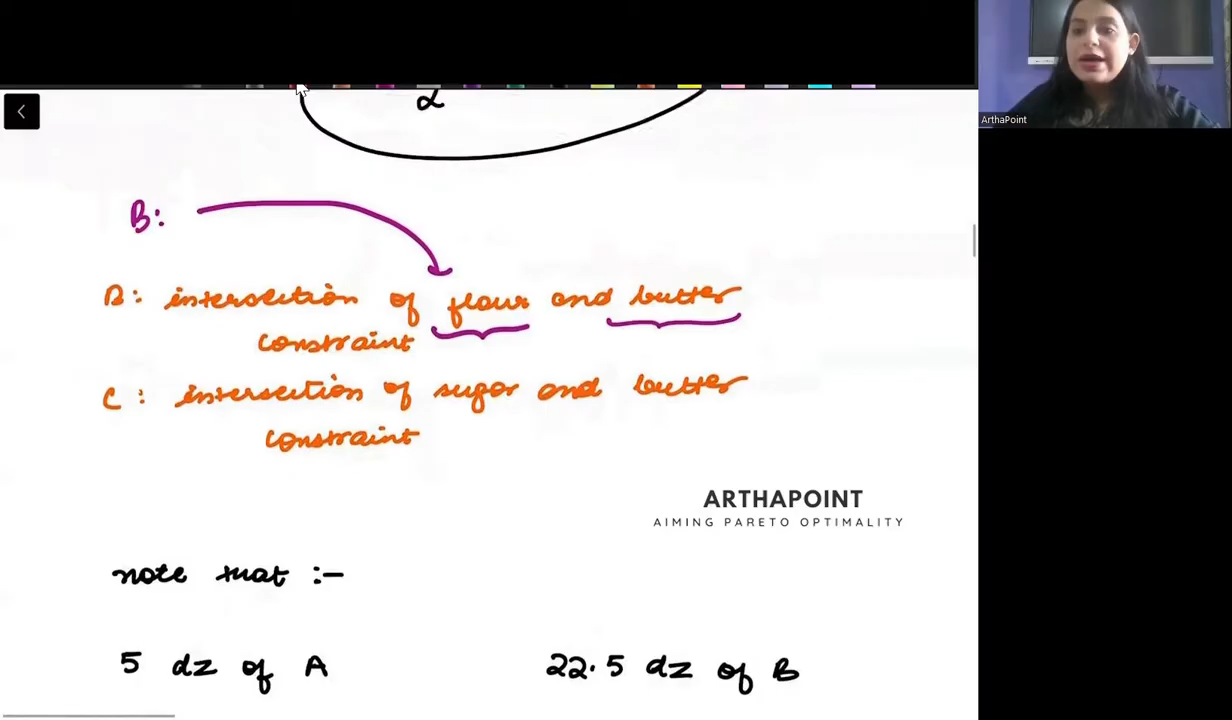 ArthaPoint
α
B:
B: intersection of flour and butter
constraint
C: intersection of sugar and butter
constraint
ARTHAPOINT
AIMING PARETO OPTIMALITY
note that :-
5 dz of A 22.5 dz of B